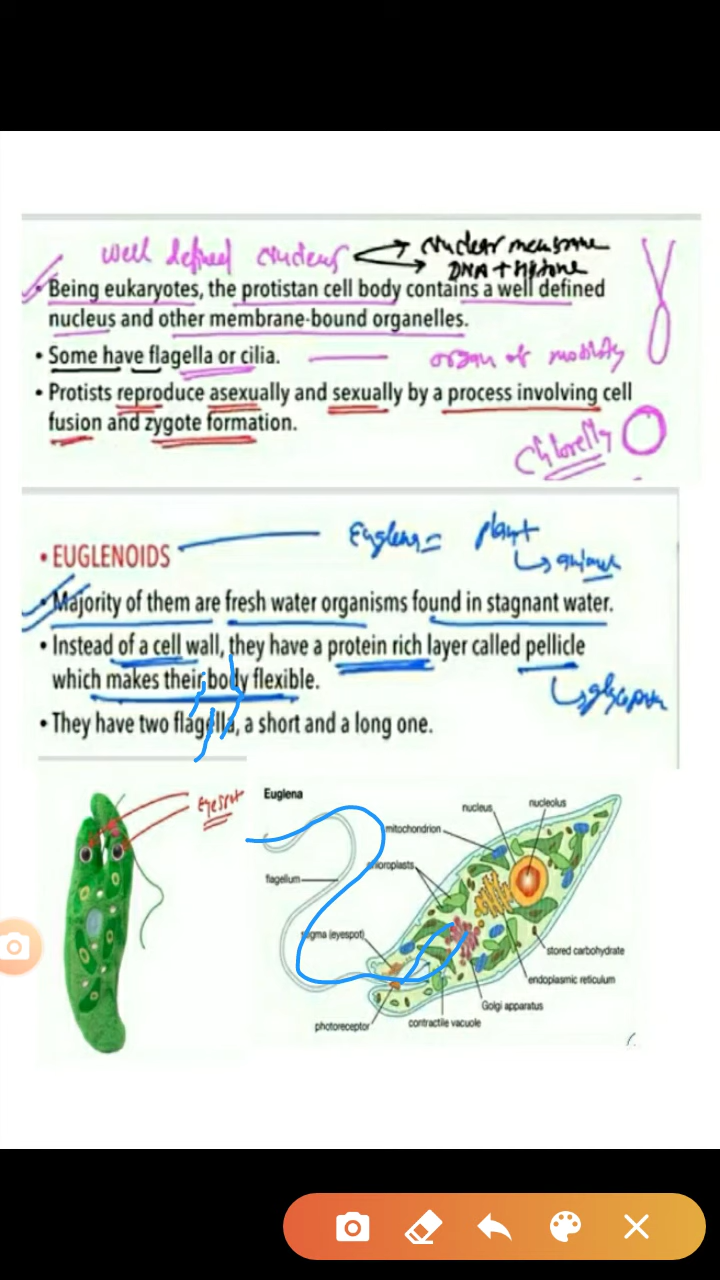 well defined nucleus
nuclear membrane
DNA + Histone
Being eukaryotes, the protistan cell body contains a well defined
nucleus and other membrane-bound organelles.
• Some have flagella or cilia.
organ of mobility
• Protists reproduce asexually and sexually by a process involving cell
fusion and zygote formation.
Chlorella
• EUGLENOIDS
Euglena = plant
animal
• Majority of them are fresh water organisms found in stagnant water.
• Instead of a cell wall, they have a protein rich layer called pellicle
which makes their body flexible.
• They have two flagella, a short and a long one.
Eyespot
Euglena
nucleus
nucleolus
mitochondrion
chloroplasts
flagellum
stigma (eyespot)
stored carbohydrate
endoplasmic reticulum
Golgi apparatus
contractile vacuole
photoreceptor